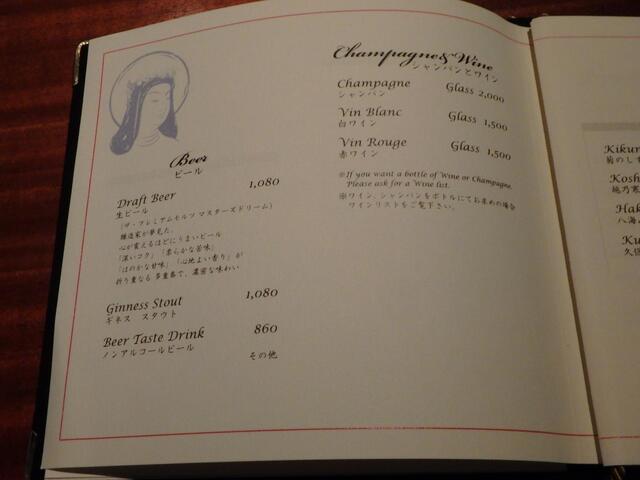 Beer
ビール
Draft Beer 1,080
生ビール
(ザ・プレミアムモルツ マスターズドリーム)
醸造家が夢見た、
心が震えるほどにうまいビール
「深いコク」「柔らかな苦味」
「ほのかな甘味」「心地よい香り」が
折り重なる 多重奏で、濃密な味わい
Ginness Stout 1,080
ギネス スタウト
Beer Taste Drink 860
ノンアルコールビール
その他
Champagne & Wine
シャンパンとワイン
Champagne Glass 2,000
シャンパン
Vin Blanc Glass 1,500
白ワイン
Vin Rouge Glass 1,500
赤ワイン
※If you want a bottle of Wine or Champagne,
Please ask for a Wine list.
※ワイン、シャンパンをボトルにてお求めの場合
ワインリストをご覧下さい。
Kikur
菊のしず
Kosh
越乃寒
Hak
八海
Ku
久保